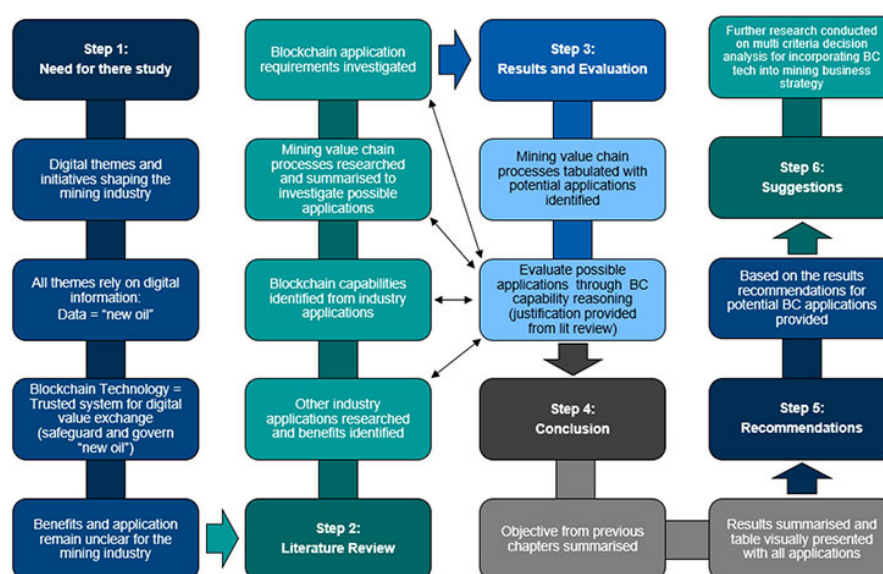 Step 1:
Need for there study
Digital themes and
initiatives shaping the
mining industry
All themes rely on digital
information:
Data = “new oil”
Blockchain Technology =
Trusted system for digital
value exchange
(safeguard and govern
“new oil”)
Benefits and application
remain unclear for the
mining industry
Blockchain application
requirements investigated
Mining value chain
processes researched
and summarised to
investigate possible
applications
Blockchain capabilities
identified from industry
applications
Other industry
applications researched
and benefits identified
Step 2:
Literature Review
Step 3:
Results and Evaluation
Mining value chain
processes tabulated with
potential applications
identified
Evaluate possible
applications through BC
capability reasoning
(justification provided
from lit review)
Step 4:
Conclusion
Objective from previous
chapters summarised
Further research conducted
on multi criteria decision
analysis for incorporating BC
tech into mining business
strategy
Step 6:
Suggestions
Based on the results
recommendations for
potential BC applications
provided
Step 5:
Recommendations
Results summarised and
table visually presented
with all applications